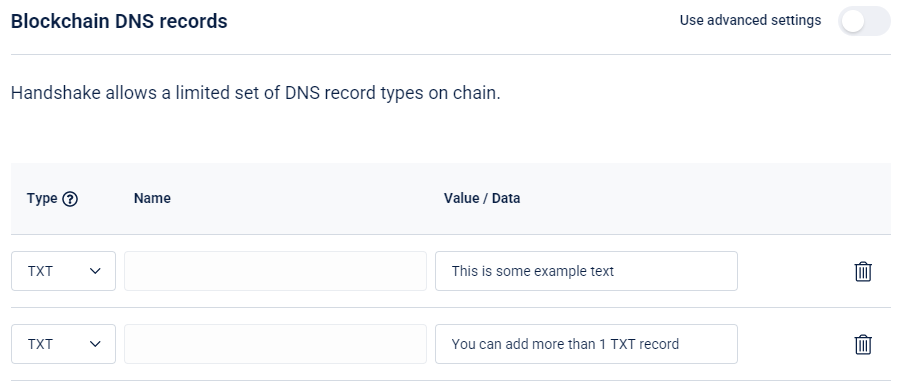 Blockchain DNS records Use advanced settings
Handshake allows a limited set of DNS record types on chain.
Type ? Name Value / Data
TXT This is some example text
TXT You can add more than 1 TXT record